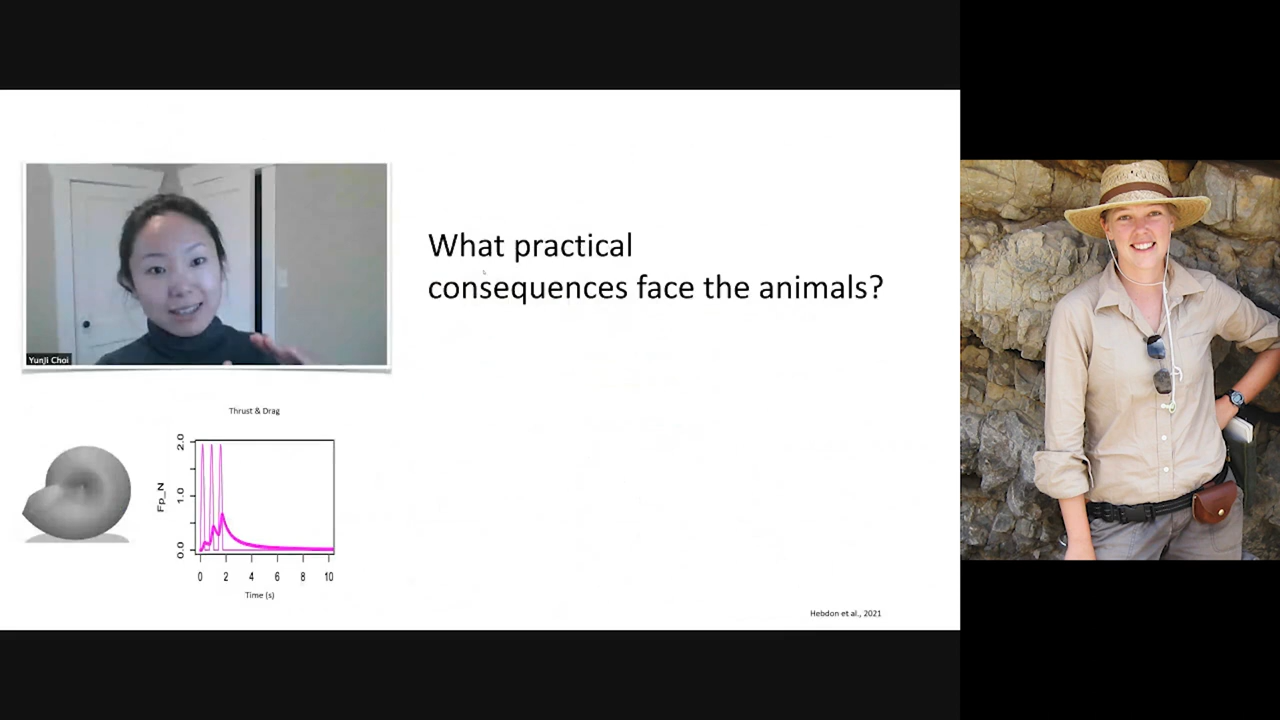 What practical
consequences face the animals?
YunJi Choi
Thrust & Drag
Fp_N
2.0
1.0
0.0
0 2 4 6 8 10
Time (s)
Hebdon et al., 2021